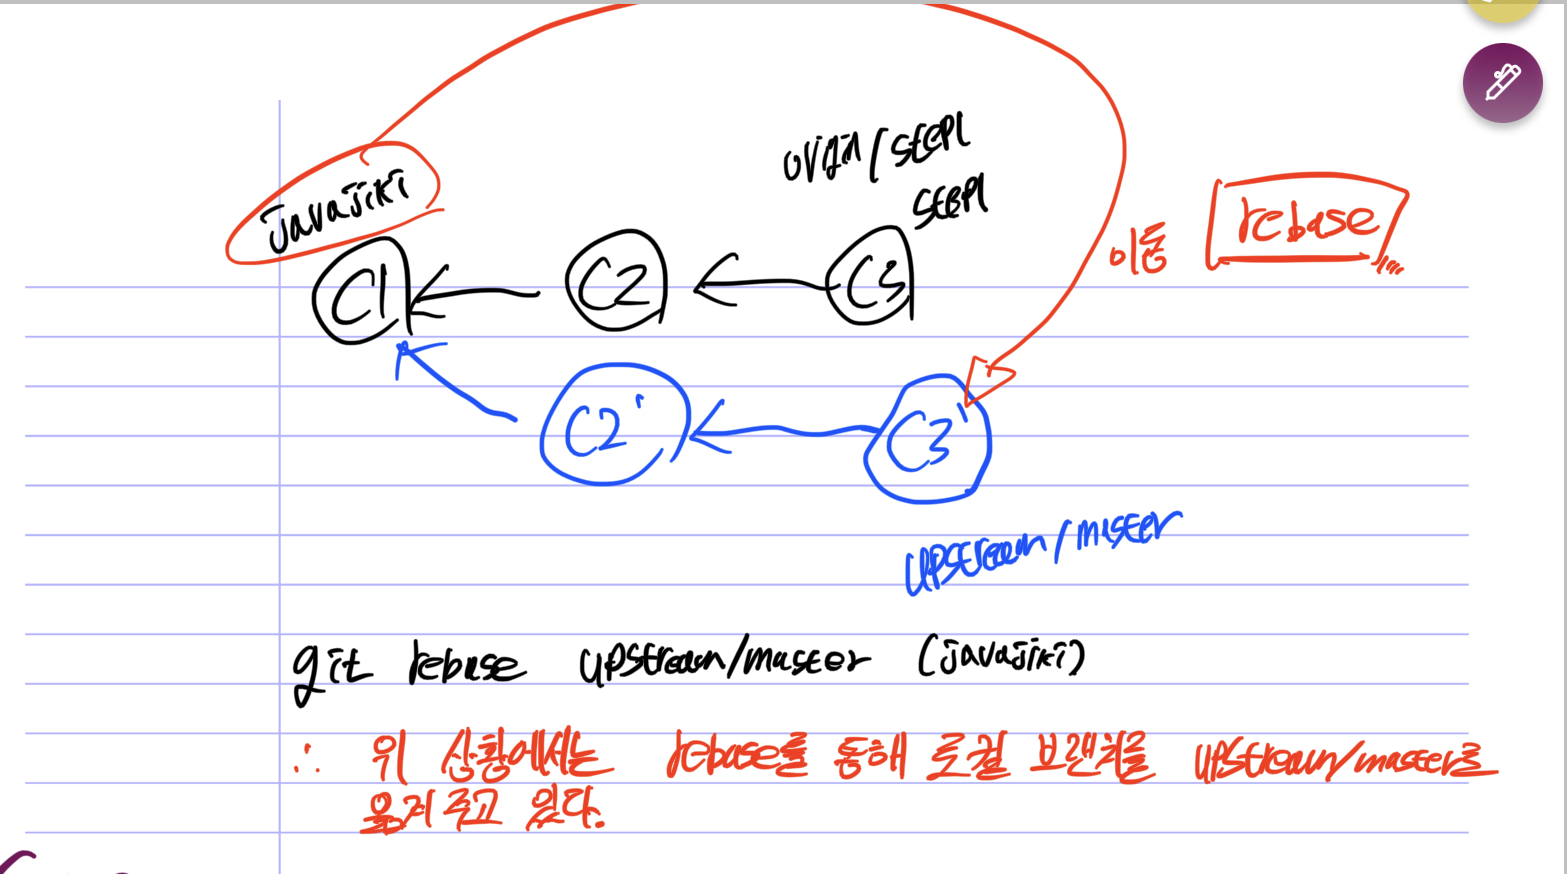 origin/step1
step1
javajiki
이동
rebase
C1
C2
C3
C2'
C3'
upstream/master
git rebase upstream/master (javajiki)
∴ 위 상황에서는 rebase를 통해 로컬 브랜치를 upstream/master로
옮겨 주고 있다.